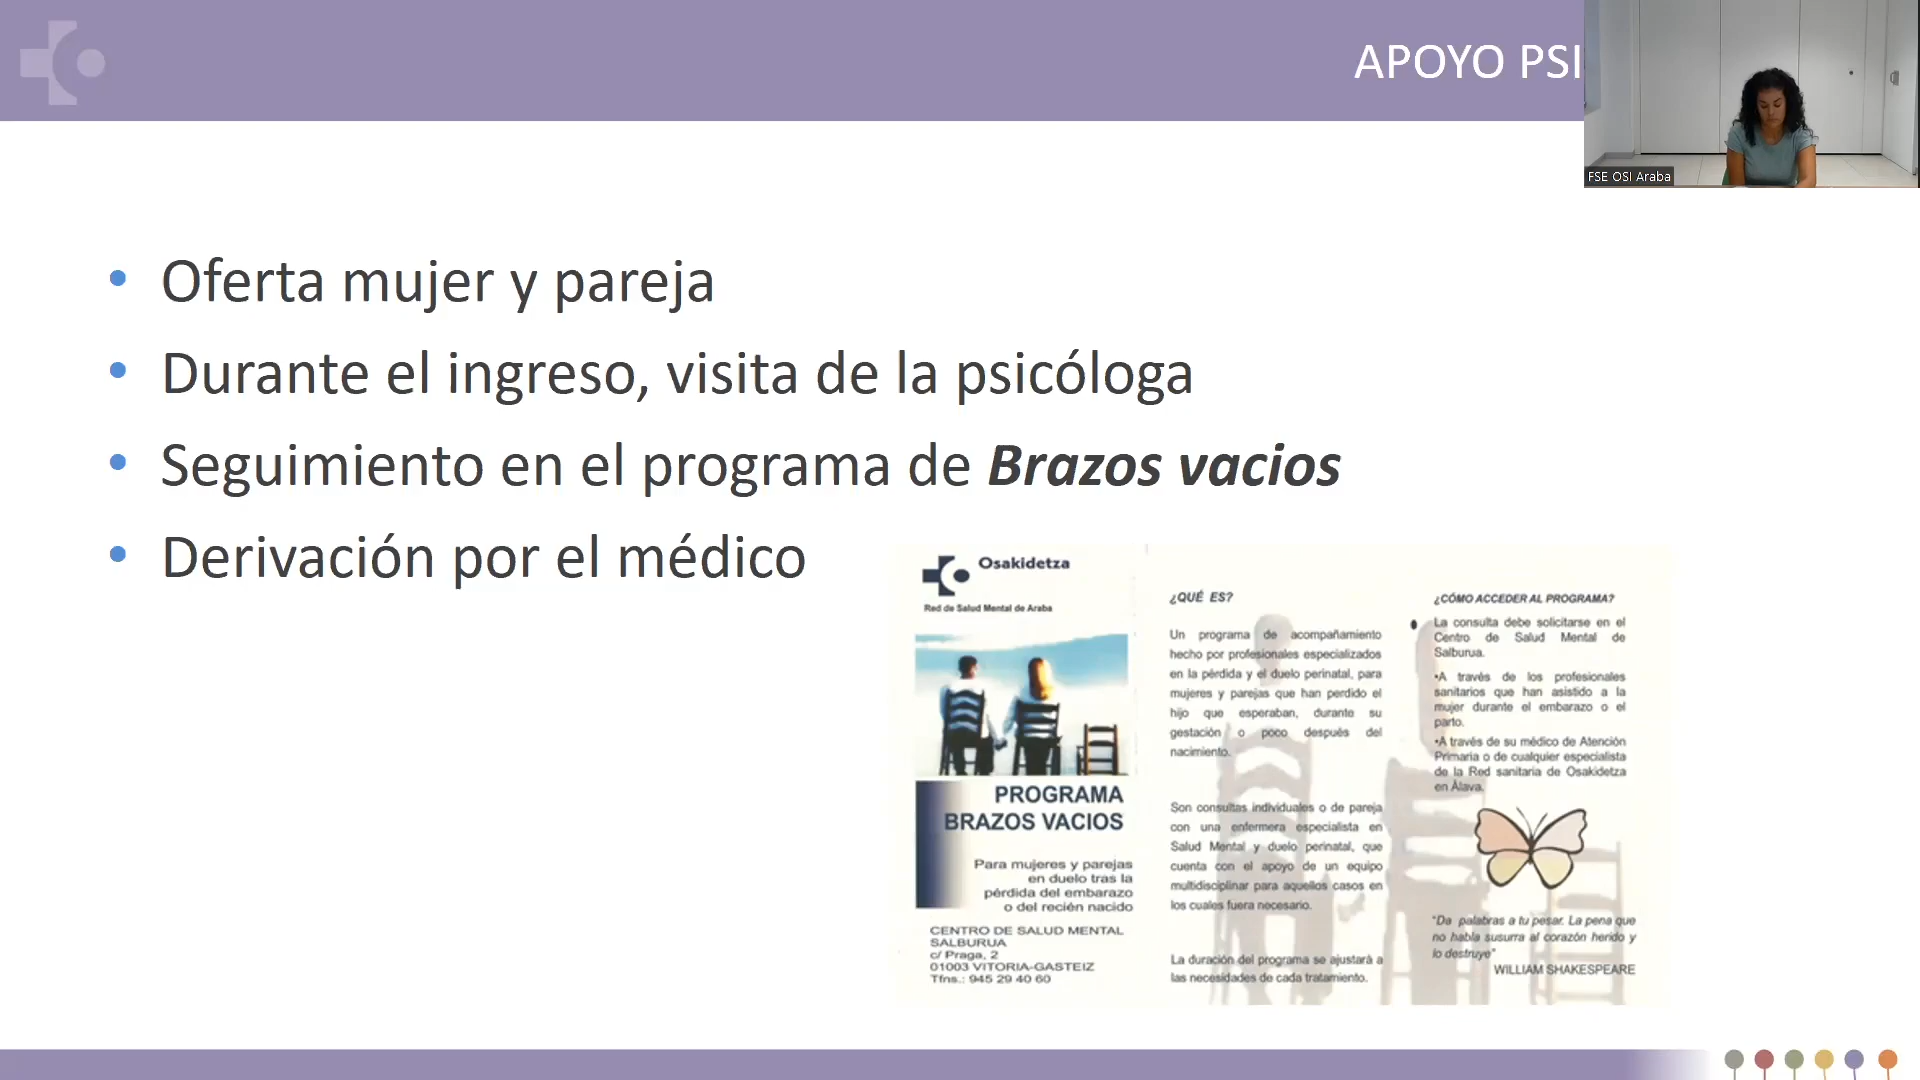 APOYO PSI
FSE OSI Araba
• Oferta mujer y pareja
• Durante el ingreso, visita de la psicóloga
• Seguimiento en el programa de Brazos vacios
• Derivación por el médico
Osakidetza
Red de Salud Mental de Araba
PROGRAMA
BRAZOS VACIOS
Para mujeres y parejas
en duelo tras la
pérdida del embarazo
o del recién nacido
CENTRO DE SALUD MENTAL
SALBURUA
c/ Praga, 2
01003 VITORIA-GASTEIZ
Tfns.: 945 29 40 60
¿QUÉ ES?
Un programa de acompañamiento
hecho por profesionales especializados
en la pérdida y el duelo perinatal, para
mujeres y parejas que han perdido el
hijo que esperaban, durante su
gestación o poco después del
nacimiento.
Son consultas individuales o de pareja
con una enfermera especialista en
Salud Mental y duelo perinatal, que
cuenta con el apoyo de un equipo
multidisciplinar para aquellos casos en
los cuales fuera necesario.
La duración del programa se ajustará a
las necesidades de cada tratamiento.
¿CÓMO ACCEDER AL PROGRAMA?
La consulta debe solicitarse en el
Centro de Salud Mental de
Salburua.
•A través de los profesionales
sanitarios que han asistido a la
mujer durante el embarazo o el
parto.
•A través de su médico de Atención
Primaria o de cualquier especialista
de la Red sanitaria de Osakidetza
en Álava.
"Da palabras a tu pesar. La pena que
no habla susurra al corazón herido y
lo destruye"
WILLIAM SHAKESPEARE